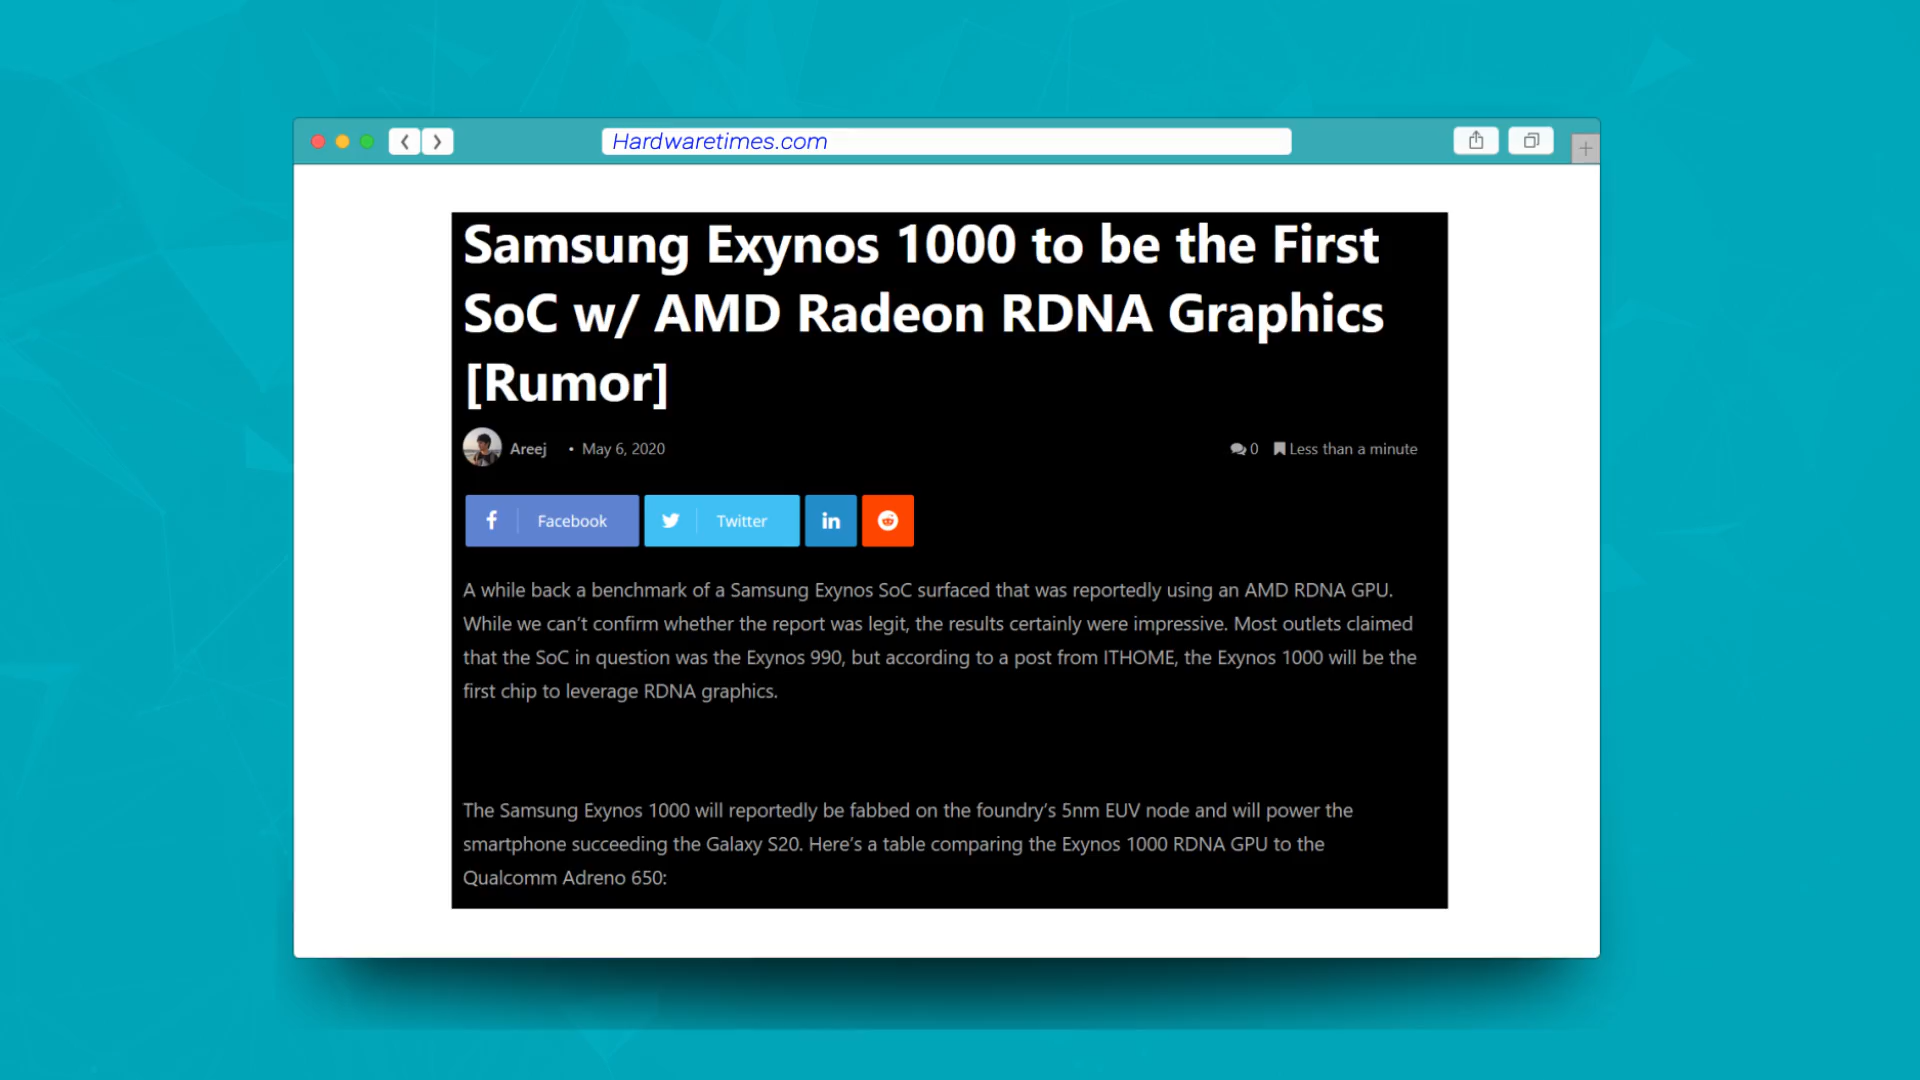 Hardwaretimes.com
Samsung Exynos 1000 to be the First
SoC w/ AMD Radeon RDNA Graphics
[Rumor]
Areej • May 6, 2020 0 Less than a minute
Facebook Twitter in
A while back a benchmark of a Samsung Exynos SoC surfaced that was reportedly using an AMD RDNA GPU.
While we can’t confirm whether the report was legit, the results certainly were impressive. Most outlets claimed
that the SoC in question was the Exynos 990, but according to a post from ITHOME, the Exynos 1000 will be the
first chip to leverage RDNA graphics.
The Samsung Exynos 1000 will reportedly be fabbed on the foundry’s 5nm EUV node and will power the
smartphone succeeding the Galaxy S20. Here’s a table comparing the Exynos 1000 RDNA GPU to the
Qualcomm Adreno 650: